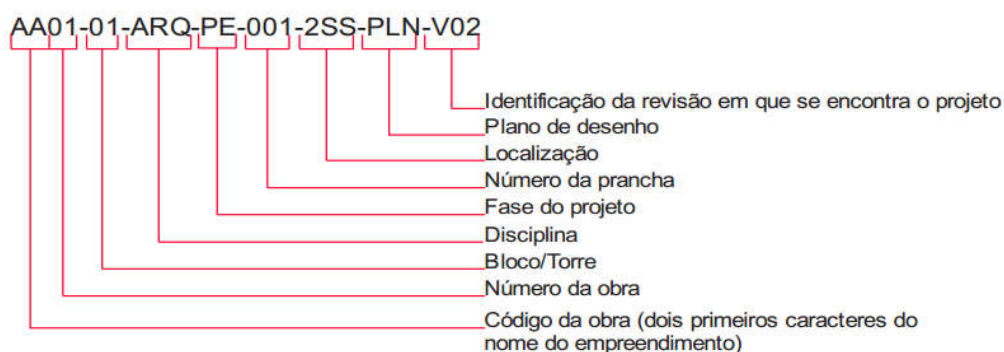 AA01-01-ARQ-PE-001-2SS-PLN-V02
Identificação da revisão em que se encontra o projeto
Plano de desenho
Localização
Número da prancha
Fase do projeto
Disciplina
Bloco/Torre
Número da obra
Código da obra (dois primeiros caracteres do
nome do empreendimento)